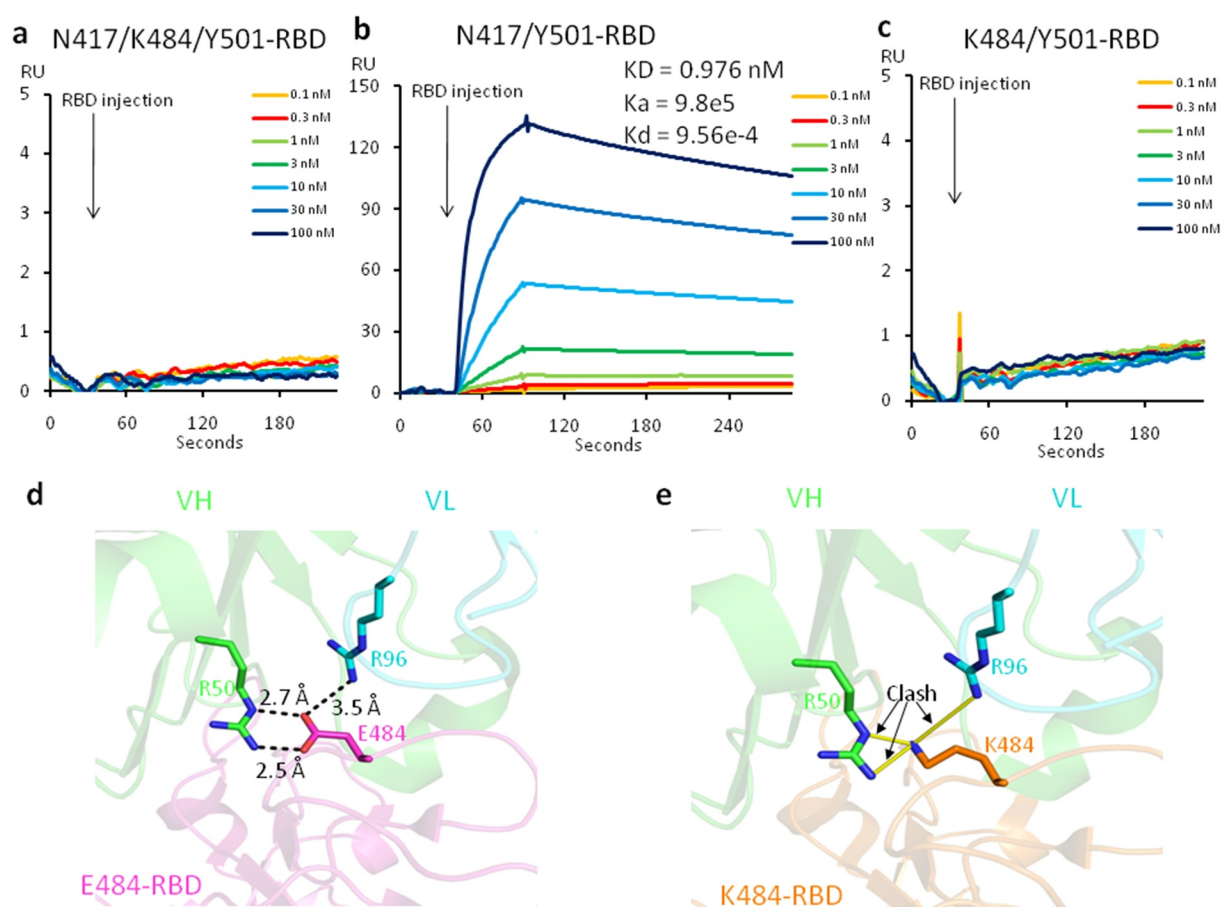 a
N417/K484/Y501-RBD
RU
5
4
3
2
1
0
RBD injection
0.1 nM
0.3 nM
1 nM
3 nM
10 nM
30 nM
100 nM
0
60
120
180
Seconds
b
N417/Y501-RBD
RU
150
120
90
60
30
0
RBD injection
KD = 0.976 nM
Ka = 9.8e5
Kd = 9.56e-4
0.1 nM
0.3 nM
1 nM
3 nM
10 nM
30 nM
100 nM
0
60
120
180
240
Seconds
c
K484/Y501-RBD
RU
5
4
3
2
1
0
RBD injection
0.1 nM
0.3 nM
1 nM
3 nM
10 nM
30 nM
100 nM
0
60
120
180
Seconds
d
VH
VL
R96
R50
2.7 Å
3.5 Å
E484
2.5 Å
E484-RBD
e
VH
VL
R96
R50
Clash
K484
K484-RBD